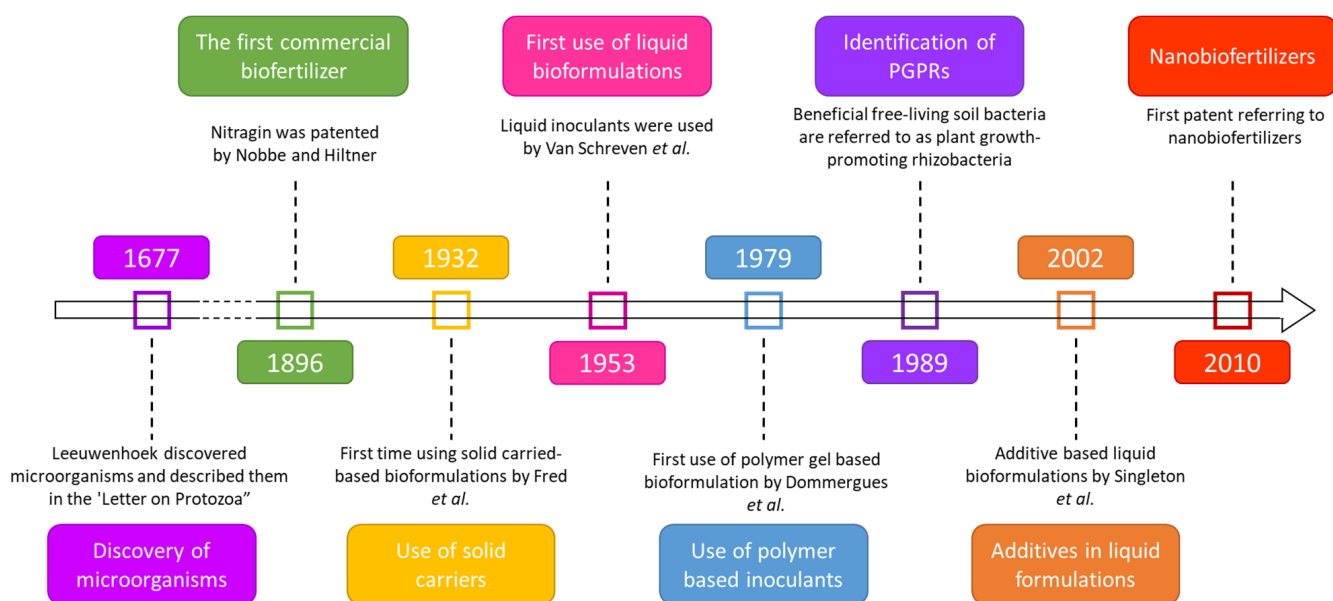 The first commercial
biofertilizer
First use of liquid
bioformulations
Identification of
PGPRs
Nanobiofertilizers
Nitragin was patented
by Nobbe and Hiltner
Liquid inoculants were used
by Van Schreven et al.
Beneficial free-living soil bacteria
are referred to as plant growth-
promoting rhizobacteria
First patent referring to
nanobiofertilizers
1677
1932
1979
2002
1896
1953
1989
2010
Leeuwenhoek discovered
microorganisms and described them
in the 'Letter on Protozoa”
First time using solid carried-
based bioformulations by Fred
et al.
First use of polymer gel based
bioformulation by Dommergues
et al.
Additive based liquid
bioformulations by Singleton
et al.
Discovery of
microorganisms
Use of solid
carriers
Use of polymer
based inoculants
Additives in liquid
formulations